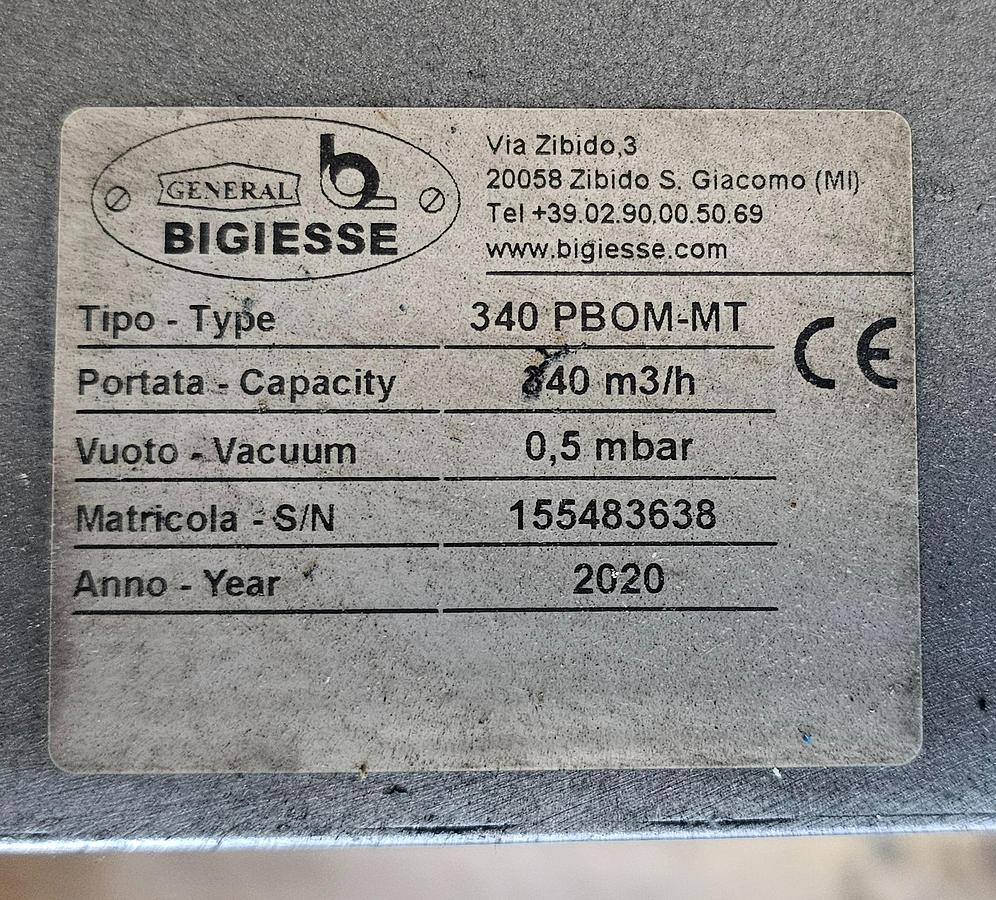 GENERAL
BIGIESSE
Via Zibido,3
20058 Zibido S. Giacomo (MI)
Tel +39.02.90.00.50.69
www.bigiesse.com
Tipo - Type 340 PBOM-MT
Portata - Capacity 340 m3/h
Vuoto - Vacuum 0,5 mbar
Matricola - S/N 155483638
Anno - Year 2020
CE